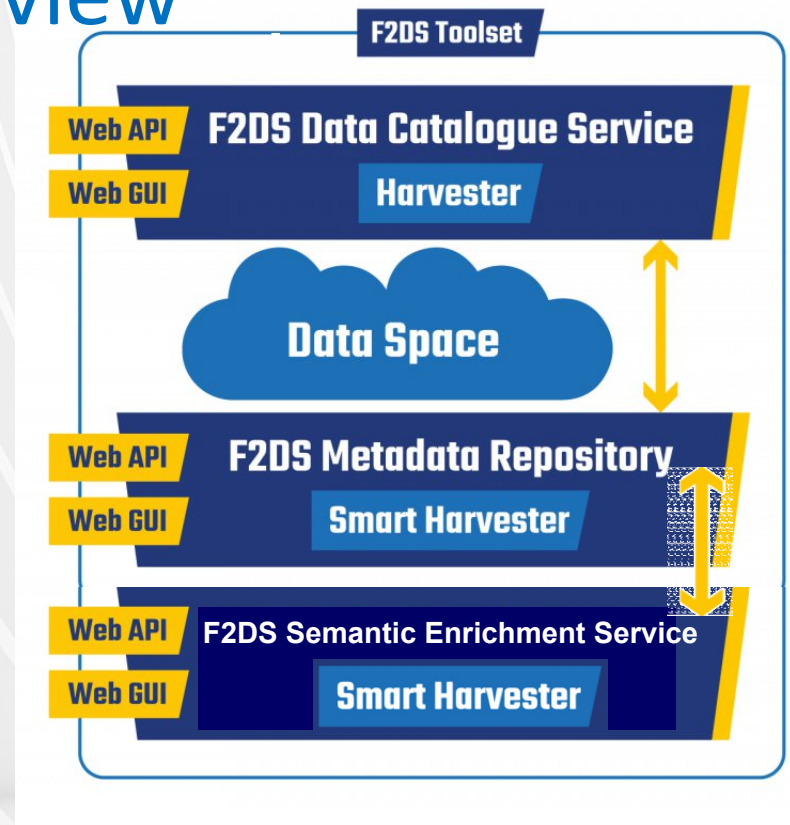 view
F2DS Toolset
Web API
F2DS Data Catalogue Service
Web GUI
Harvester
Data Space
Web API
F2DS Metadata Repository
Web GUI
Smart Harvester
Web API
F2DS Semantic Enrichment Service
Web GUI
Smart Harvester